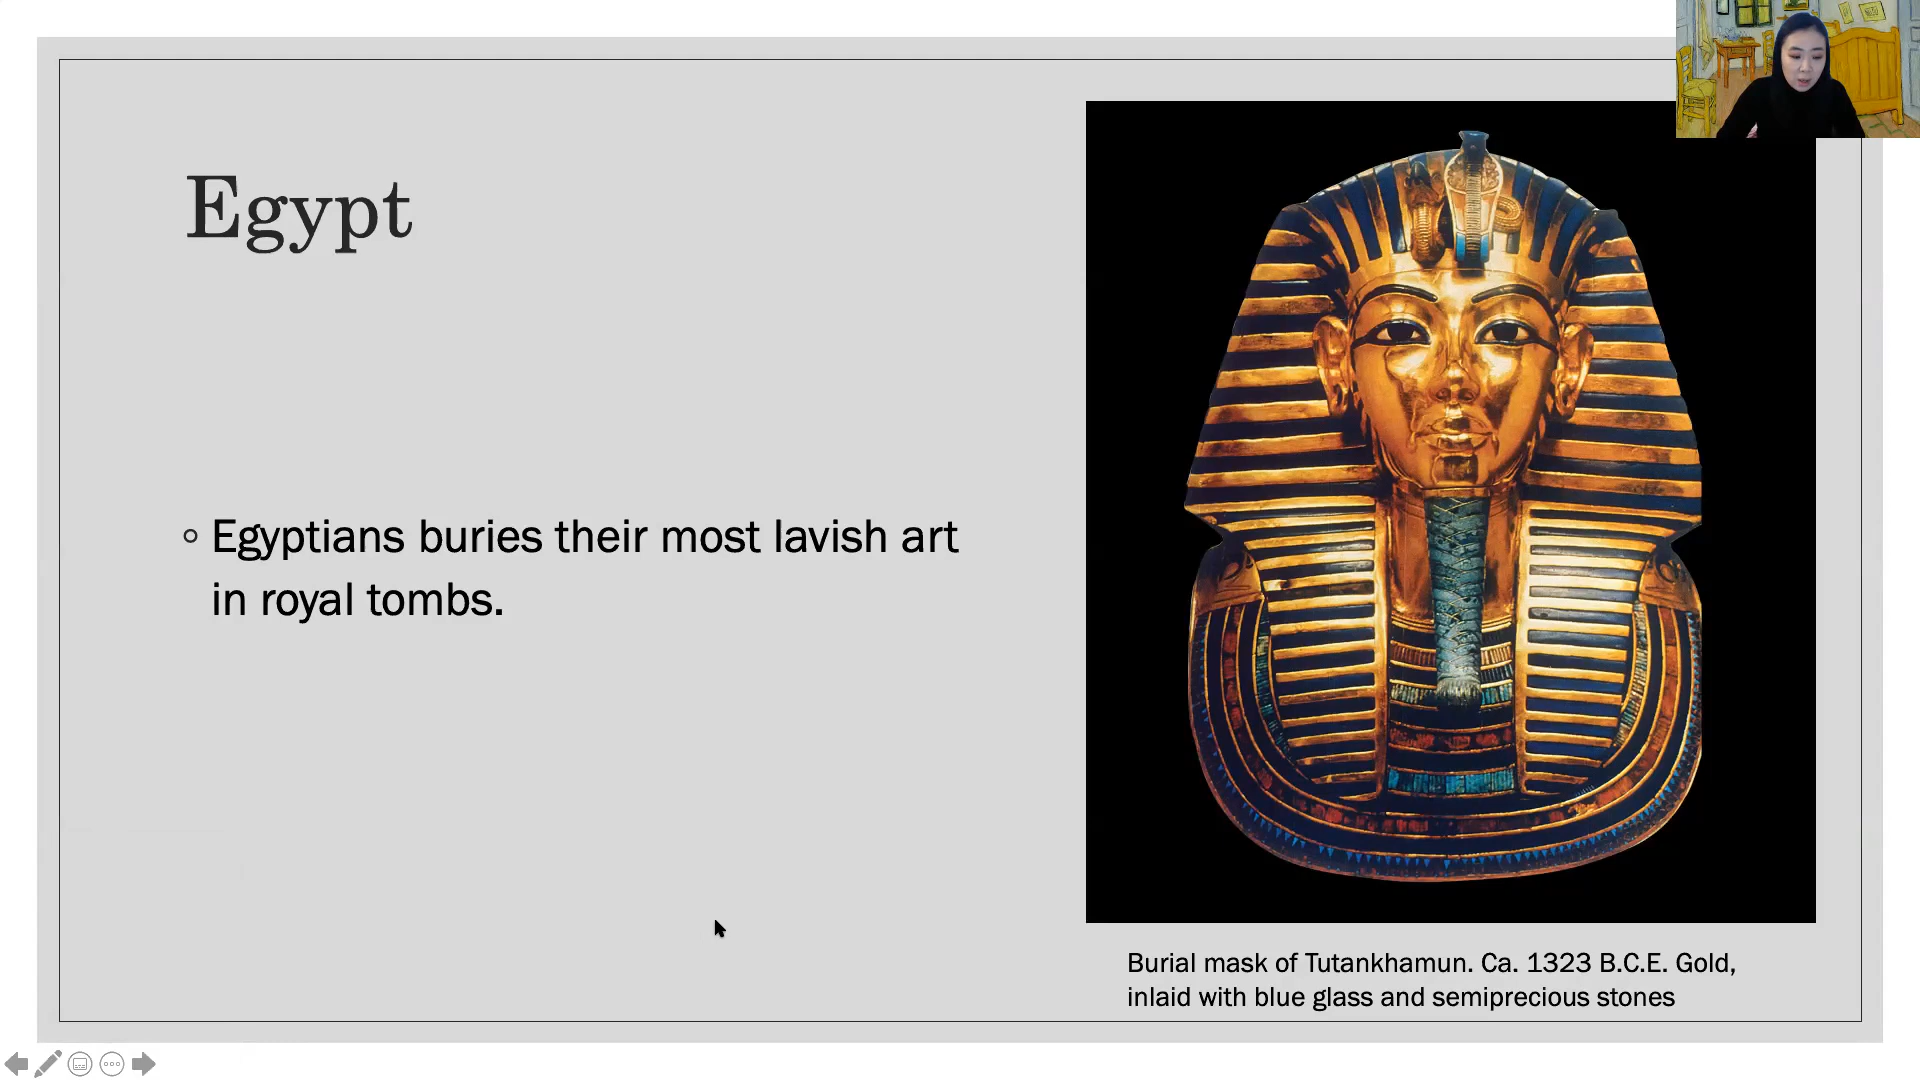 Egypt
Egyptians buries their most lavish art
in royal tombs.
Burial mask of Tutankhamun. Ca. 1323 B.C.E. Gold,
inlaid with blue glass and semiprecious stones